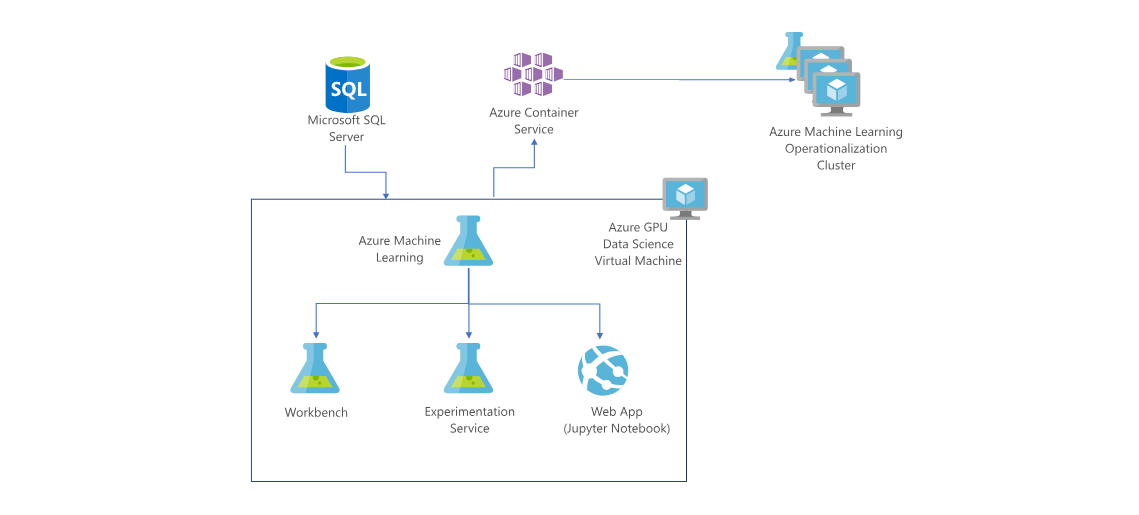 SQL
Microsoft SQL
Server
Azure Container
Service
Azure Machine Learning
Operationalization
Cluster
Azure GPU
Data Science
Virtual Machine
Azure Machine
Learning
Workbench
Experimentation
Service
Web App
(Jupyter Notebook)